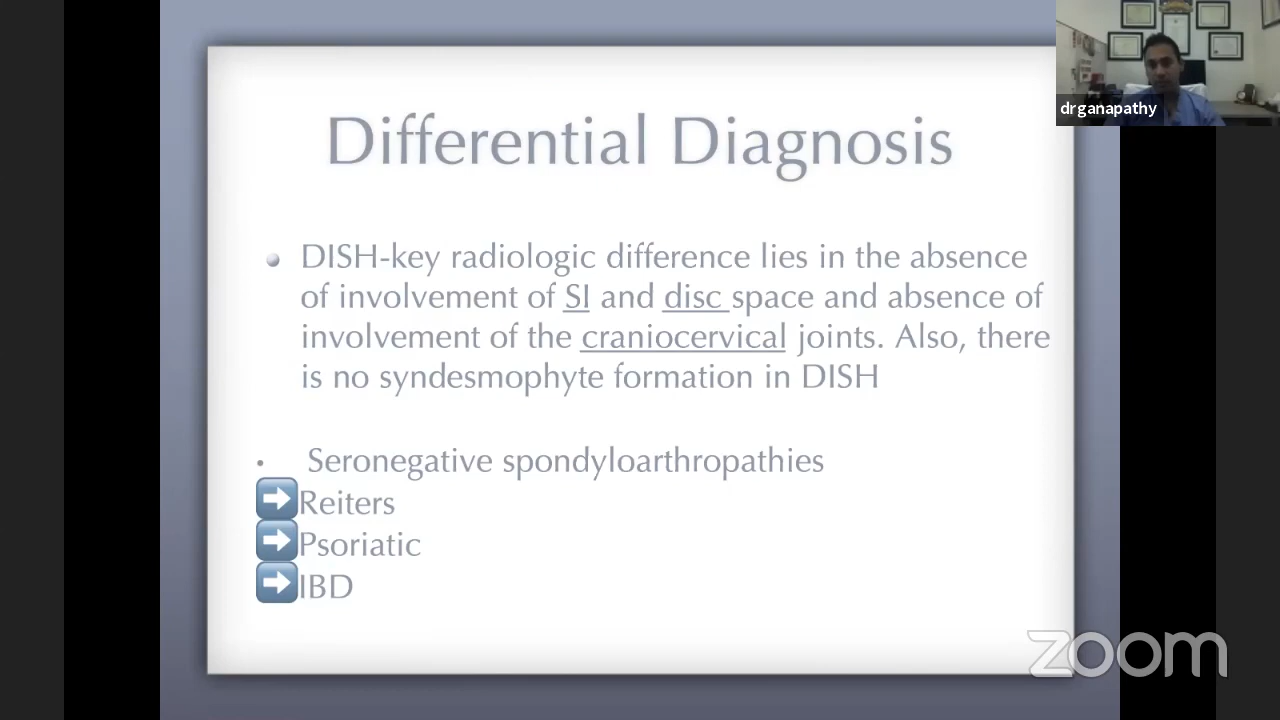 drganapathy
Differential Diagnosis
DISH-key radiologic difference lies in the absence
of involvement of SI and disc space and absence of
involvement of the craniocervical joints. Also, there
is no syndesmophyte formation in DISH
Seronegative spondyloarthropathies
Reiters
Psoriatic
IBD
zoom